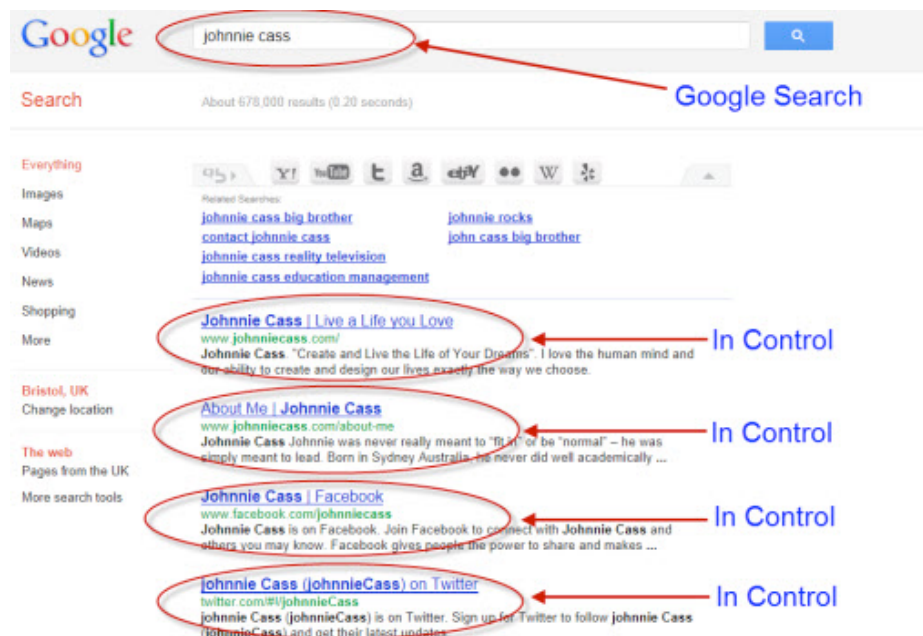 Google
johnnie cass
Google Search
Search
About 678,000 results (0.20 seconds)
Everything
Images
Maps
Videos
News
Shopping
More
Bristol, UK
Change location
The web
Pages from the UK
More search tools
Y! YouTube t a ebay W
Related Searches:
johnnie cass big brother
johnnie rocks
contact johnnie cass
john cass big brother
johnnie cass reality television
johnnie cass education management
Johnnie Cass | Live a Life you Love
www.johnniecass.com/
Johnnie Cass. "Create and Live the Life of Your Dreams". I love the human mind and
our ability to create and design our lives exactly the way we choose.
In Control
About Me | Johnnie Cass
www.johnniecass.com/about-me
Johnnie Cass Johnnie was never really meant to "fit in" or be "normal" – he was
simply meant to lead. Born in Sydney Australia, he never did well academically ...
In Control
Johnnie Cass | Facebook
www.facebook.com/johnniecass
Johnnie Cass is on Facebook. Join Facebook to connect with Johnnie Cass and
others you may know. Facebook gives people the power to share and makes ...
In Control
johnnie Cass (johnnieCass) on Twitter
twitter.com/#!/johnnieCass
johnnie Cass (johnnieCass) is on Twitter. Sign up for Twitter to follow johnnie Cass
(johnnieCass) and get their latest updates
In Control